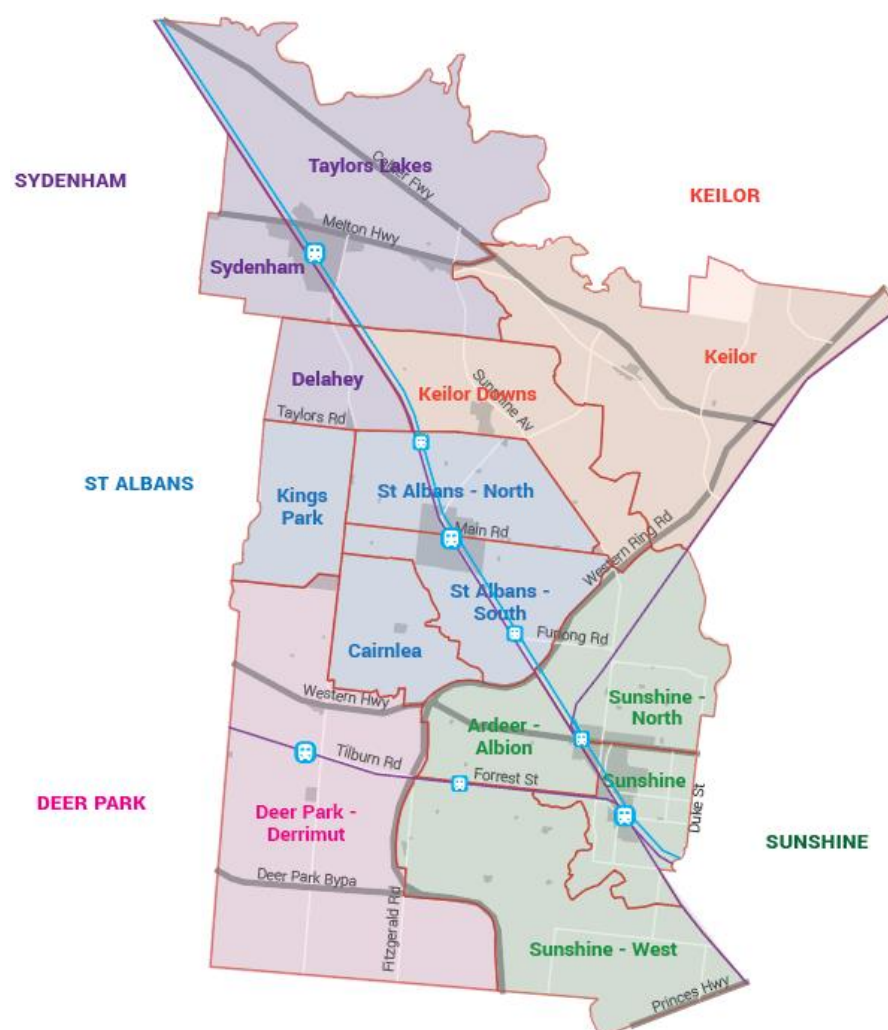 Taylors Lakes
Calder Fwy
SYDENHAM
KEILOR
Melton Hwy
Sydenham
Keilor
Delahey
Keilor Downs
Sunshine Av
Taylors Rd
ST ALBANS
Kings
Park
St Albans - North
Main Rd
Western Ring Rd
St Albans -
South
Furlong Rd
Cairnlea
Western Hwy
Sunshine -
North
Ardeer -
Albion
Tilburn Rd
Forrest St
Sunshine
DEER PARK
Deer Park -
Derrimut
Duke St
SUNSHINE
Deer Park Bypa
Fitzgerald Rd
Sunshine - West
Princes Hwy